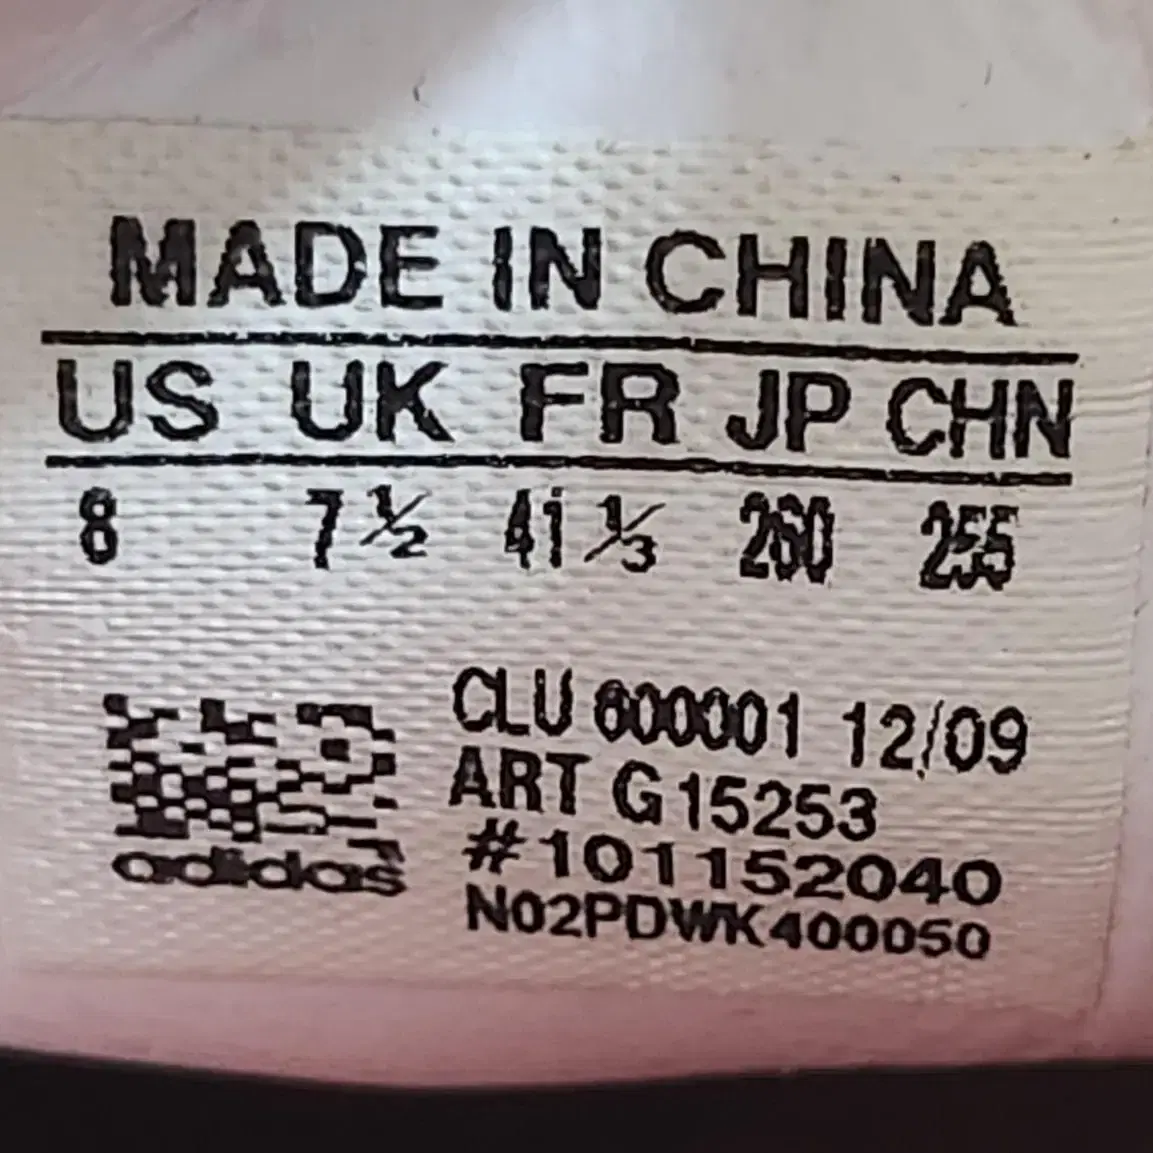 MADE IN CHINA
US UK FR JP CHN
8 7½ 41⅓ 260 255
CLU 600001 12/09
ART G15253
#101152040
adidas
N02PDWK400050